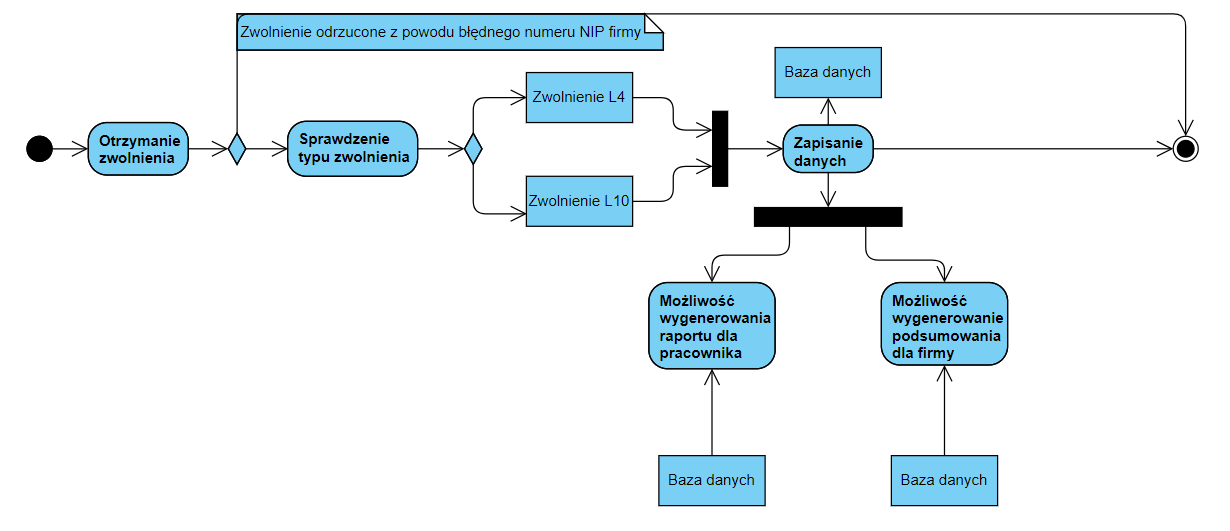 Zwolnienie odrzucone z powodu błędnego numeru NIP firmy
Otrzymanie
zwolnienia
Sprawdzenie
typu zwolnienia
Zwolnienie L4
Zwolnienie L10
Baza danych
Zapisanie
danych
Możliwość
wygenerowania
raportu dla
pracownika
Możliwość
wygenerowanie
podsumowania
dla firmy
Baza danych
Baza danych